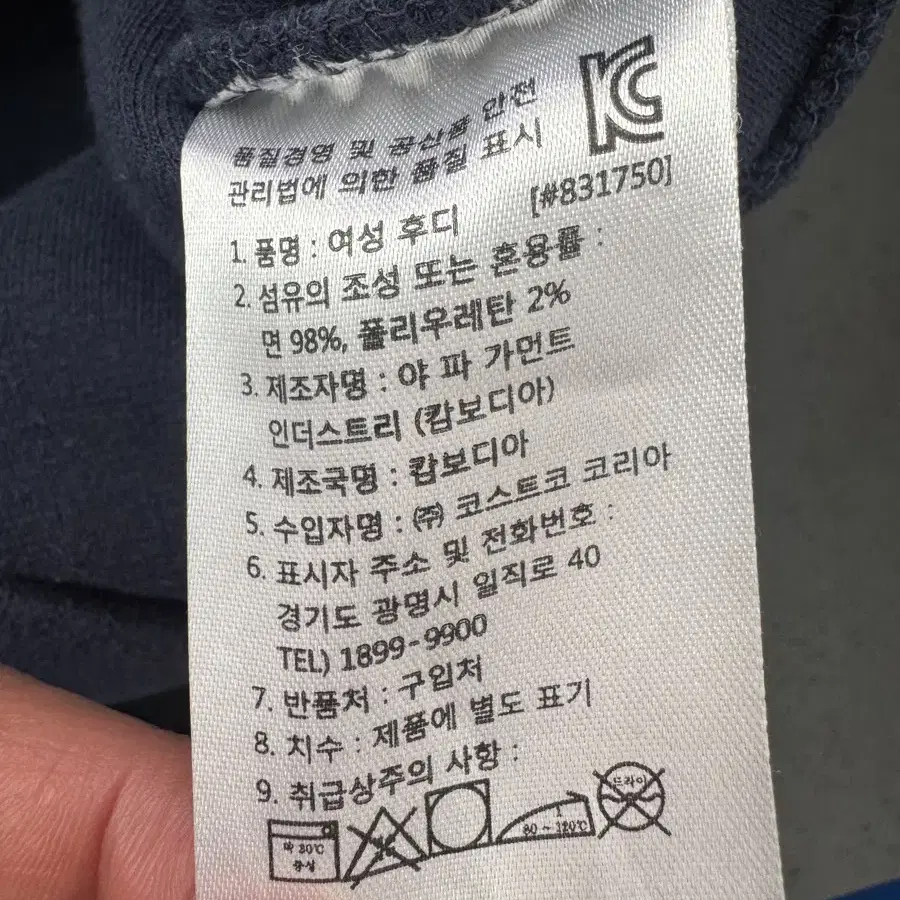 품질경영 및 공산품 안전
관리법에 의한 품질 표시
KC
[#831750]
1. 품명 : 여성 후디
2. 섬유의 조성 또는 혼용률 :
면 98%, 폴리우레탄 2%
3. 제조자명 : 야 파 가먼트
인더스트리 (캄보디아)
4. 제조국명 : 캄보디아
5. 수입자명 : ㈜ 코스트코 코리아
6. 표시자 주소 및 전화번호 :
경기도 광명시 일직로 40
TEL) 1899-9900
7. 반품처 : 구입처
8. 치수 : 제품에 별도 표기
9. 취급상주의 사항 :
약 30℃
중성
80 ~ 120℃
드라이